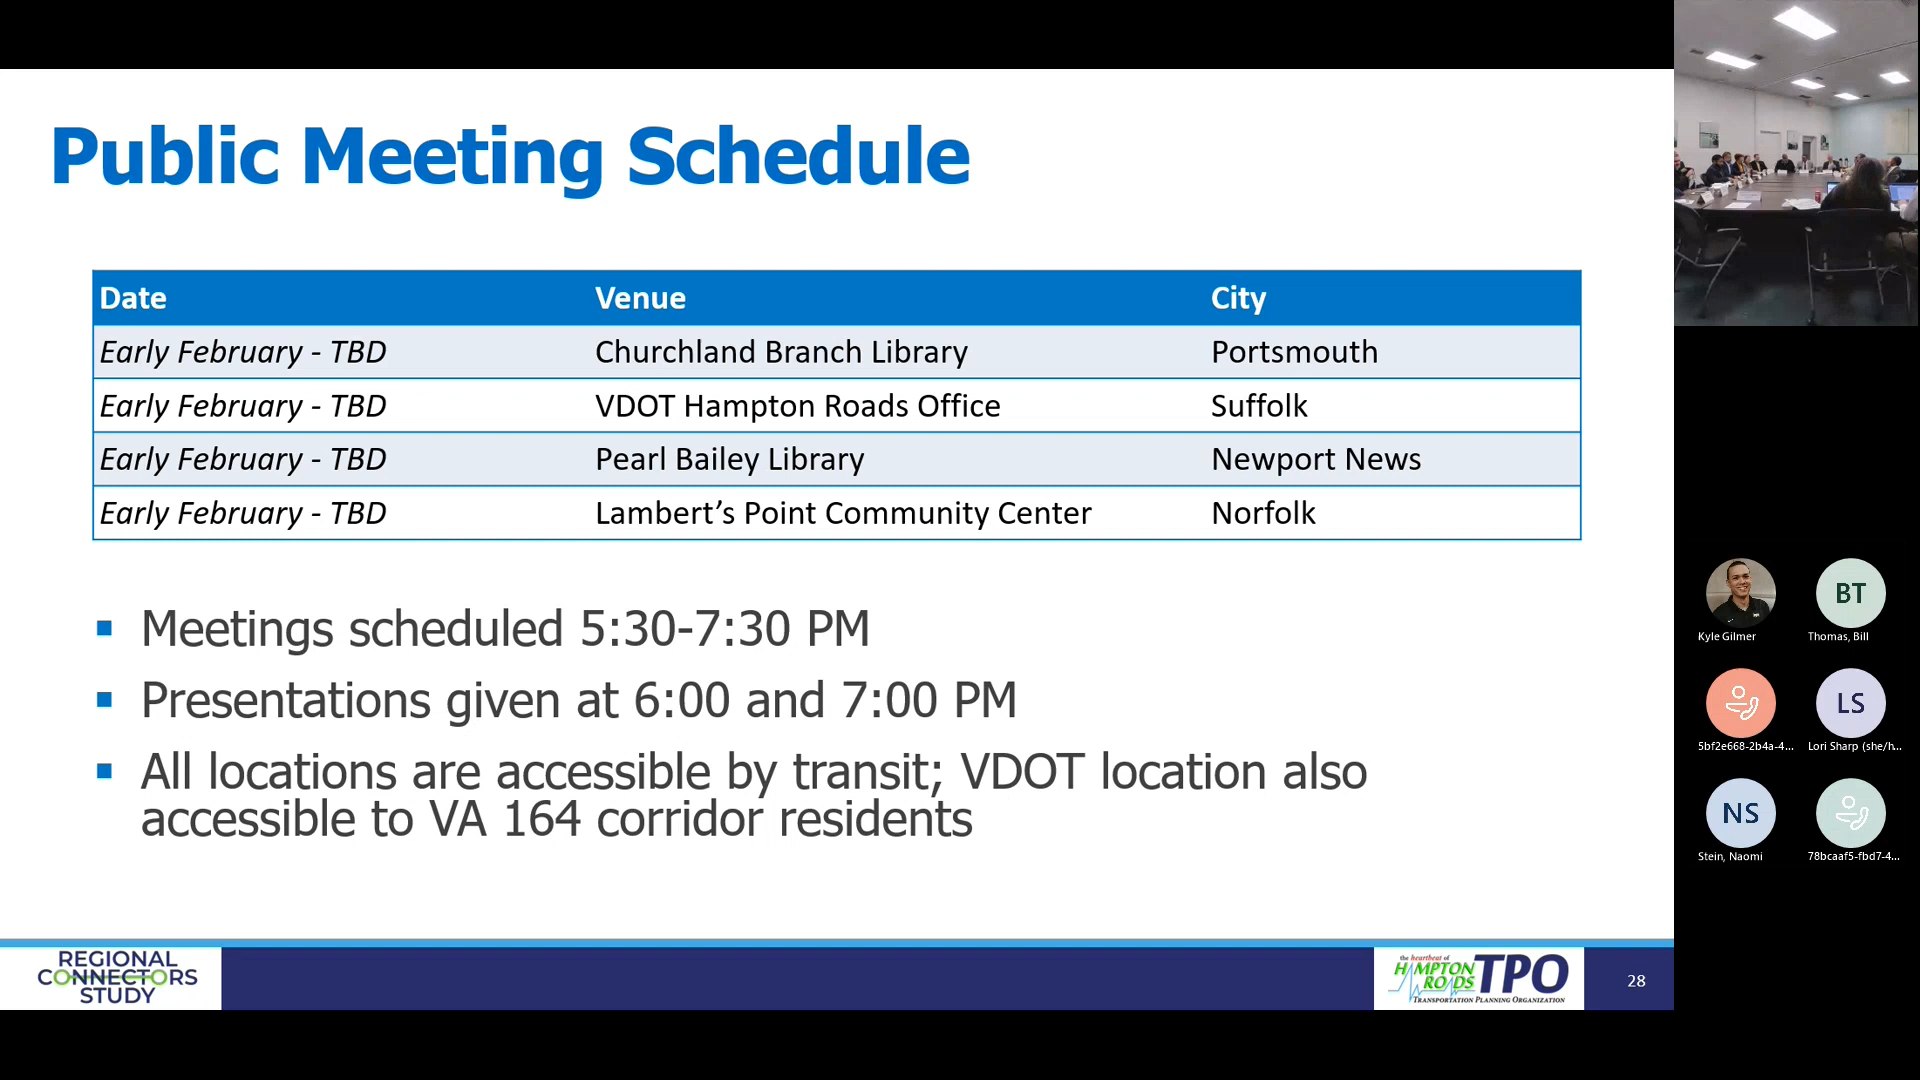 Public Meeting Schedule
Date Venue City
Early February - TBD Churchland Branch Library Portsmouth
Early February - TBD VDOT Hampton Roads Office Suffolk
Early February - TBD Pearl Bailey Library Newport News
Early February - TBD Lambert’s Point Community Center Norfolk
Meetings scheduled 5:30-7:30 PM
Presentations given at 6:00 and 7:00 PM
All locations are accessible by transit; VDOT location also
accessible to VA 164 corridor residents
REGIONAL
CONNECTORS
STUDY
the heartbeat of
HAMPTON
ROADS
TPO
TRANSPORTATION PLANNING ORGANIZATION
28
BT
Kyle Gilmer Thomas, Bill
LS
5bf2e668-2b4a-4... Lori Sharp (she/h...
NS
Stein, Naomi 78bcaaf5-fbd7-4...